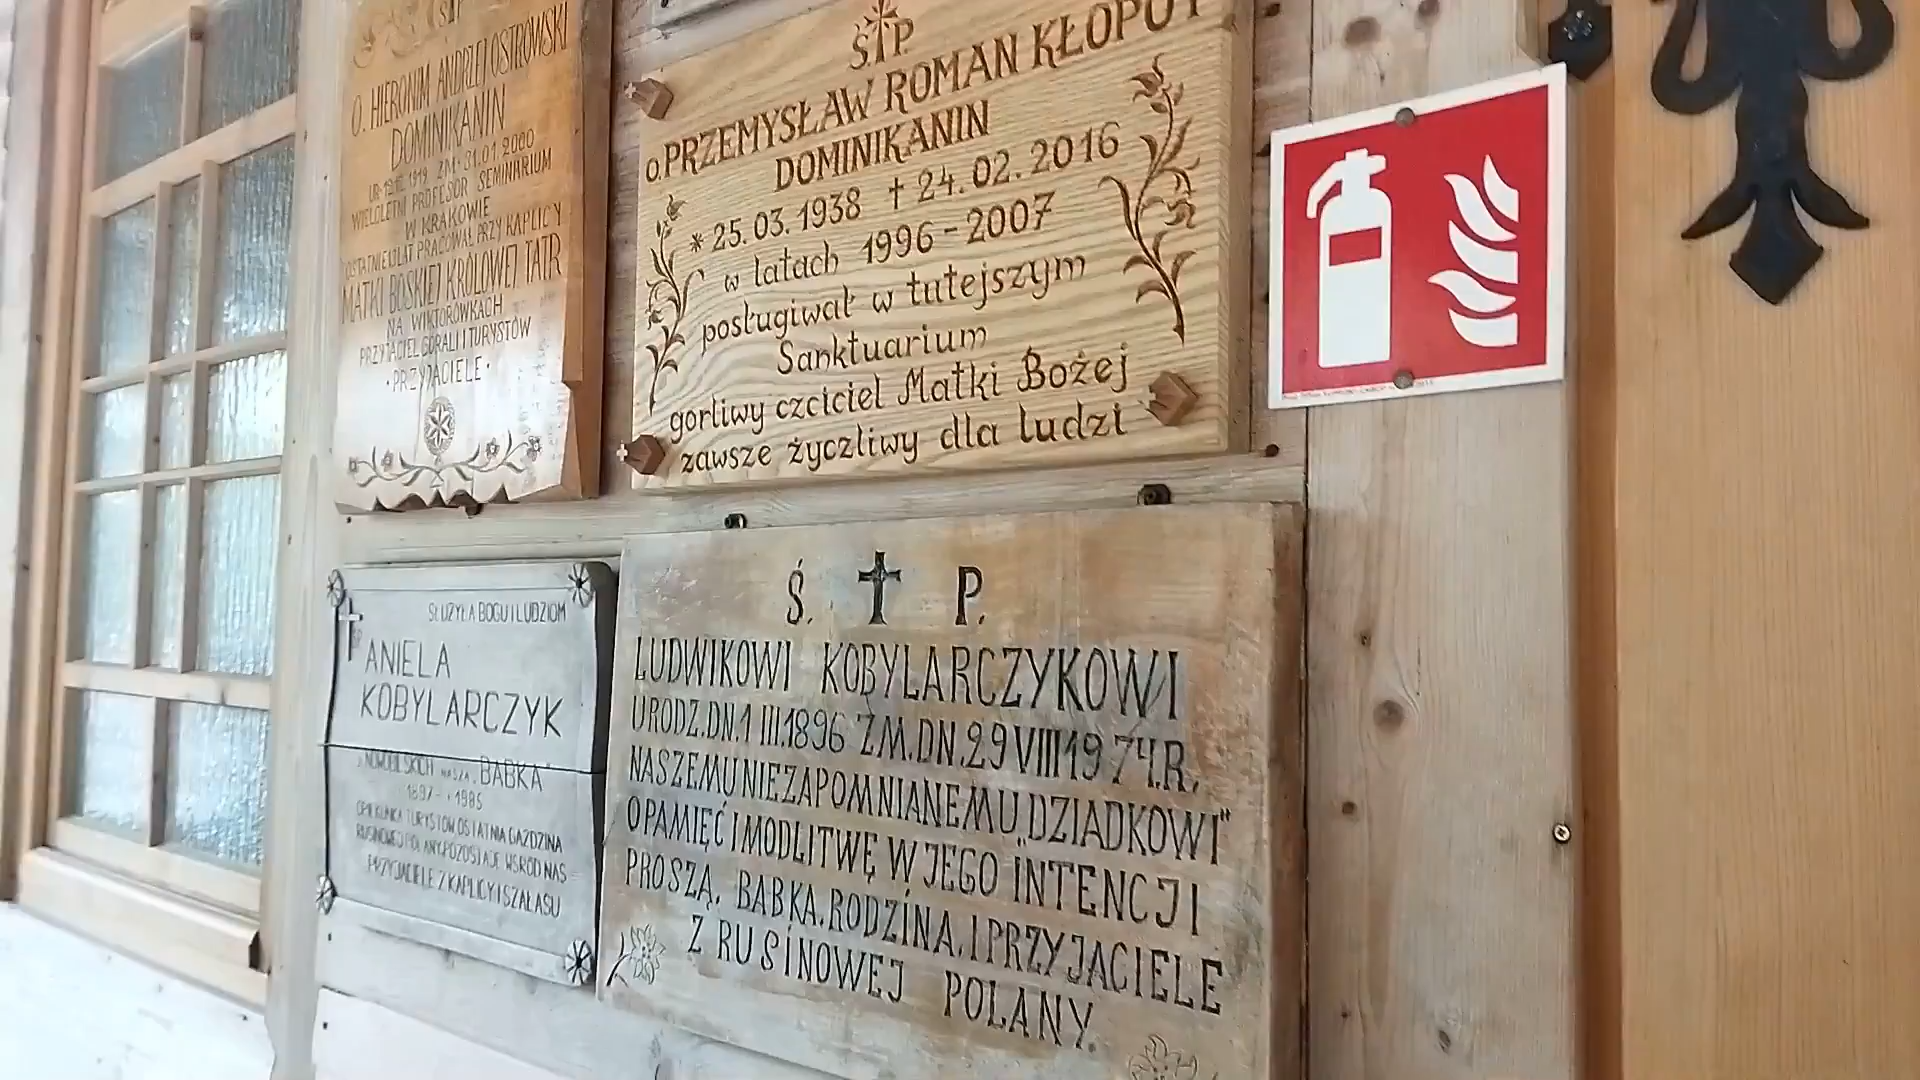 ŚP
O. HIERONIM ANDRZEJ OSTROWSKI
DOMINIKANIN
1919 ZM. 31.01.2000
WIELOLETNI PROFESOR SEMINARIUM
W KRAKOWIE
OSTATNIE LAT PRACOWAŁ PRZY KAPLICY
MATKI BOSKIEJ KRÓLOWEJ TATR
NA WIKTORÓWKACH
PRZYJACIEL GÓRALI I TURYSTÓW
·PRZYJACIELE·
ŚP
O. PRZEMYSŁAW ROMAN KŁOPOT
DOMINIKANIN
* 25.03.1938 † 24.02.2016
w latach 1996-2007
posługiwał w tutejszym
Sanktuarium
gorliwy czciciel Matki Bożej
zawsze życzliwy dla ludzi
SŁUŻYŁA BOGU I LUDZIOM
ŚP
ANIELA
KOBYLARCZYK
Z NOWOBILSKICH NASZA „BABKA"
1897 - 1985
OPIEKUNKA TURYSTÓW OSTATNIA GAŹDZINA
RUSINOWEJ POLANY. POZOSTAJE WŚRÓD NAS
PRZYJACIELE Z KAPLICY I SZAŁASU
Ś. P.
LUDWIKOWI KOBYLARCZYKOWI
URODZ. DN. 1 III. 1896 ZM. DN. 29 VIII 1974.R.
NASZEMU NIEZAPOMNIANEMU „DZIADKOWI"
O PAMIĘĆ I MODLITWĘ W JEGO INTENCJI
PROSZĄ. BABKA. RODZINA. I PRZYJACIELE
Z RUSINOWEJ POLANY.